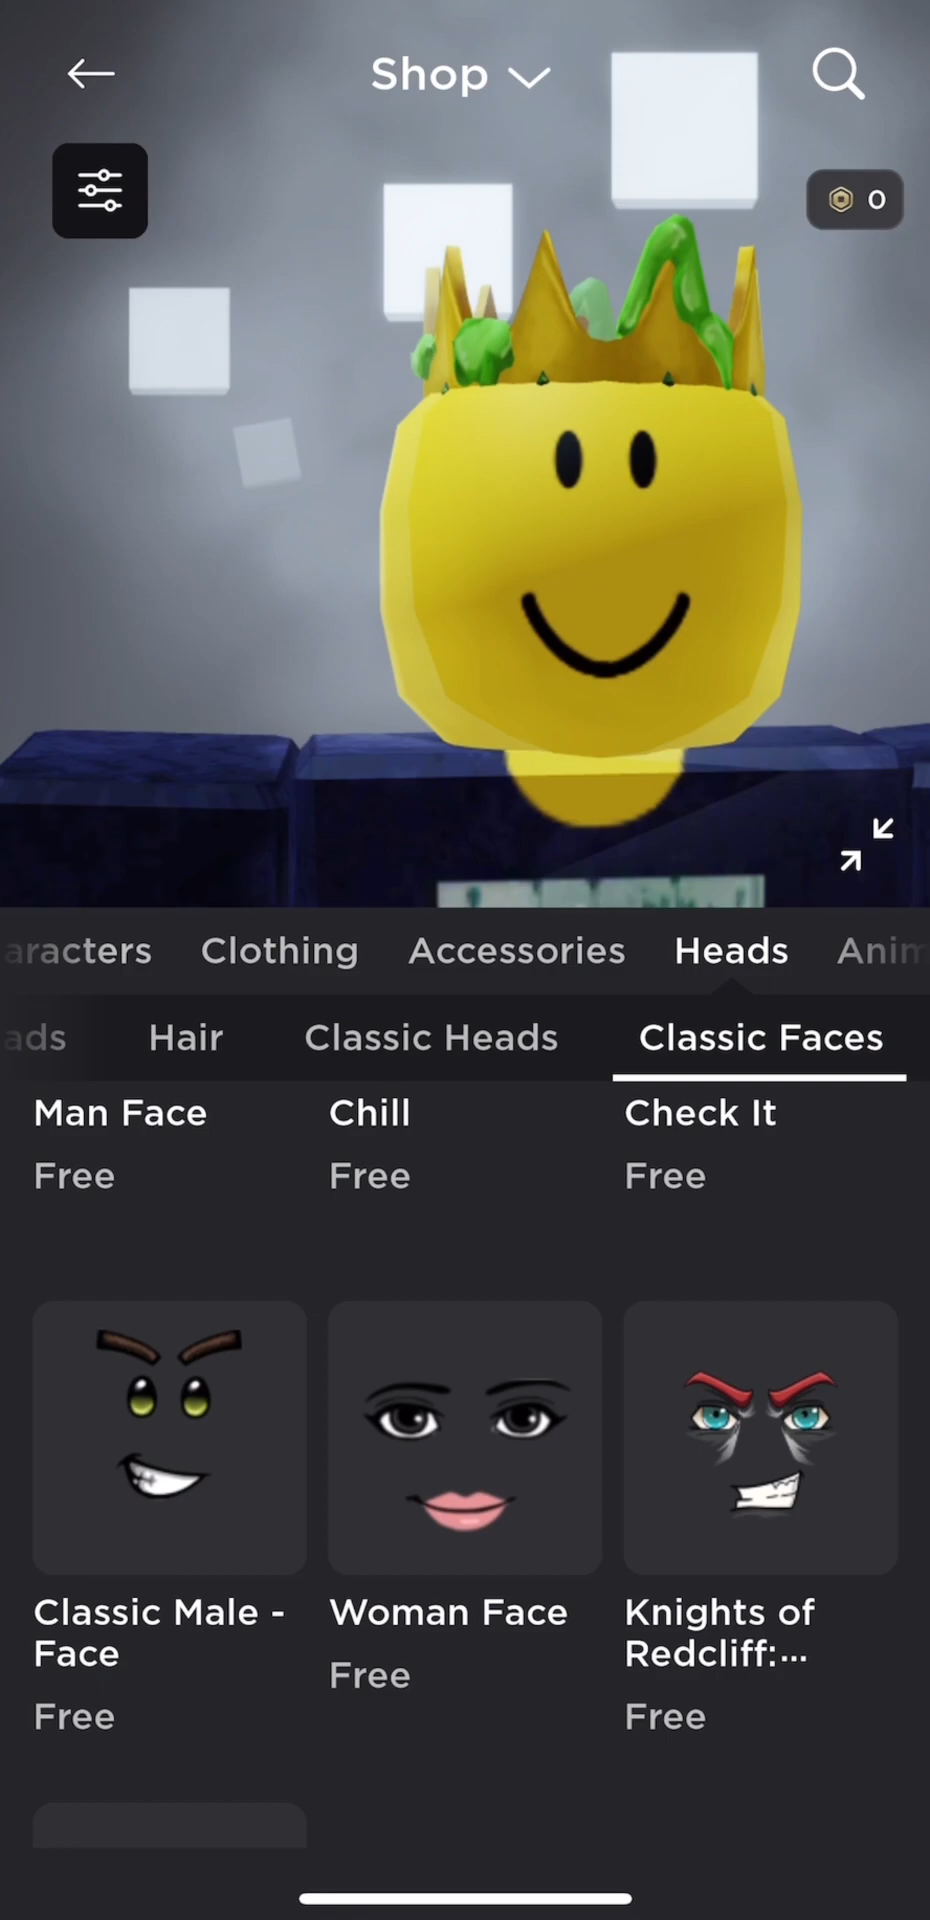 Shop
0
aracters Clothing Accessories Heads Anim
ads Hair Classic Heads Classic Faces
Man Face Chill Check It
Free Free Free
Classic Male - Face
Free
Woman Face
Free
Knights of Redcliff:...
Free